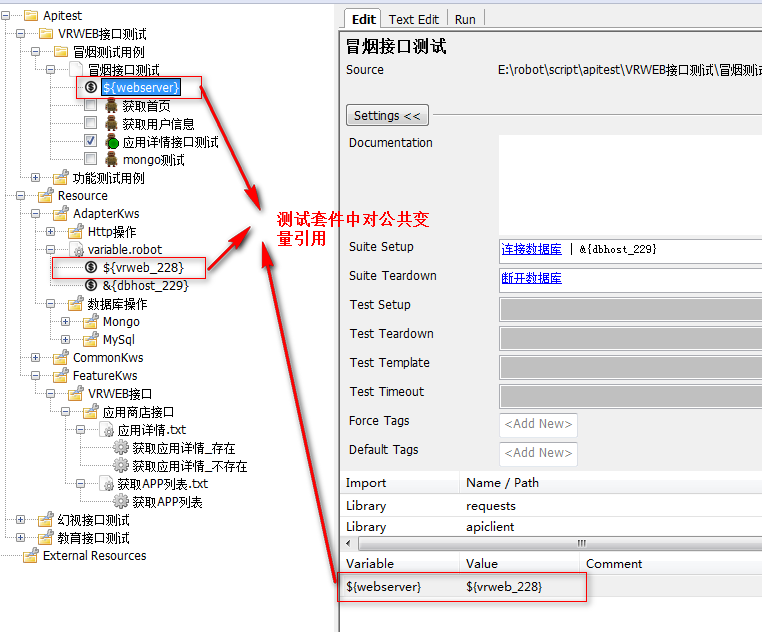 Apitest
VRWEB接口测试
冒烟测试用例
冒烟接口测试
${webserver}
获取首页
获取用户信息
应用详情接口测试
mongo测试
功能测试用例
Resource
AdapterKws
Http操作
variable.robot
${vrweb_228}
&{dbhost_229}
数据库操作
Mongo
MySql
CommonKws
FeatureKws
VRWEB接口
应用商店接口
应用详情.txt
获取应用详情_存在
获取应用详情_不存在
获取APP列表.txt
获取APP列表
幻视接口测试
教育接口测试
External Resources
测试套件中对公共变
量引用
Edit Text Edit Run
冒烟接口测试
Source E:\robot\script\apitest\VRWEB接口测试\冒烟测试
Settings <<
Documentation
Suite Setup 连接数据库 | &{dbhost_229}
Suite Teardown 断开数据库
Test Setup
Test Teardown
Test Template
Test Timeout
Force Tags <Add New>
Default Tags <Add New>
Import Name / Path
Library requests
Library apiclient
Variable Value Comment
${webserver} ${vrweb_228}